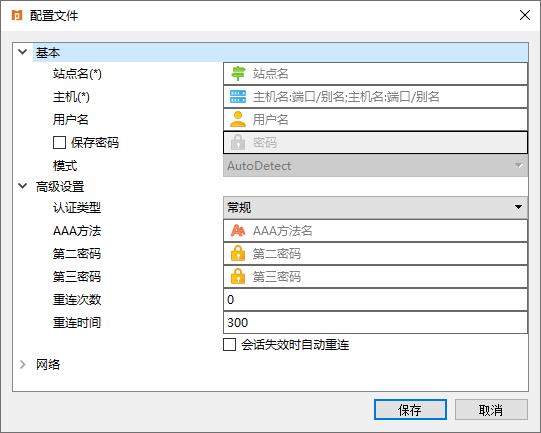 配置文件
基本
站点名(*) 站点名
主机(*) 主机名:端口/别名;主机名:端口/别名
用户名 用户名
保存密码 密码
模式 AutoDetect
高级设置
认证类型 常规
AAA方法 AAA方法名
第二密码 第二密码
第三密码 第三密码
重连次数 0
重连时间 300
会话失效时自动重连
网络
保存 取消